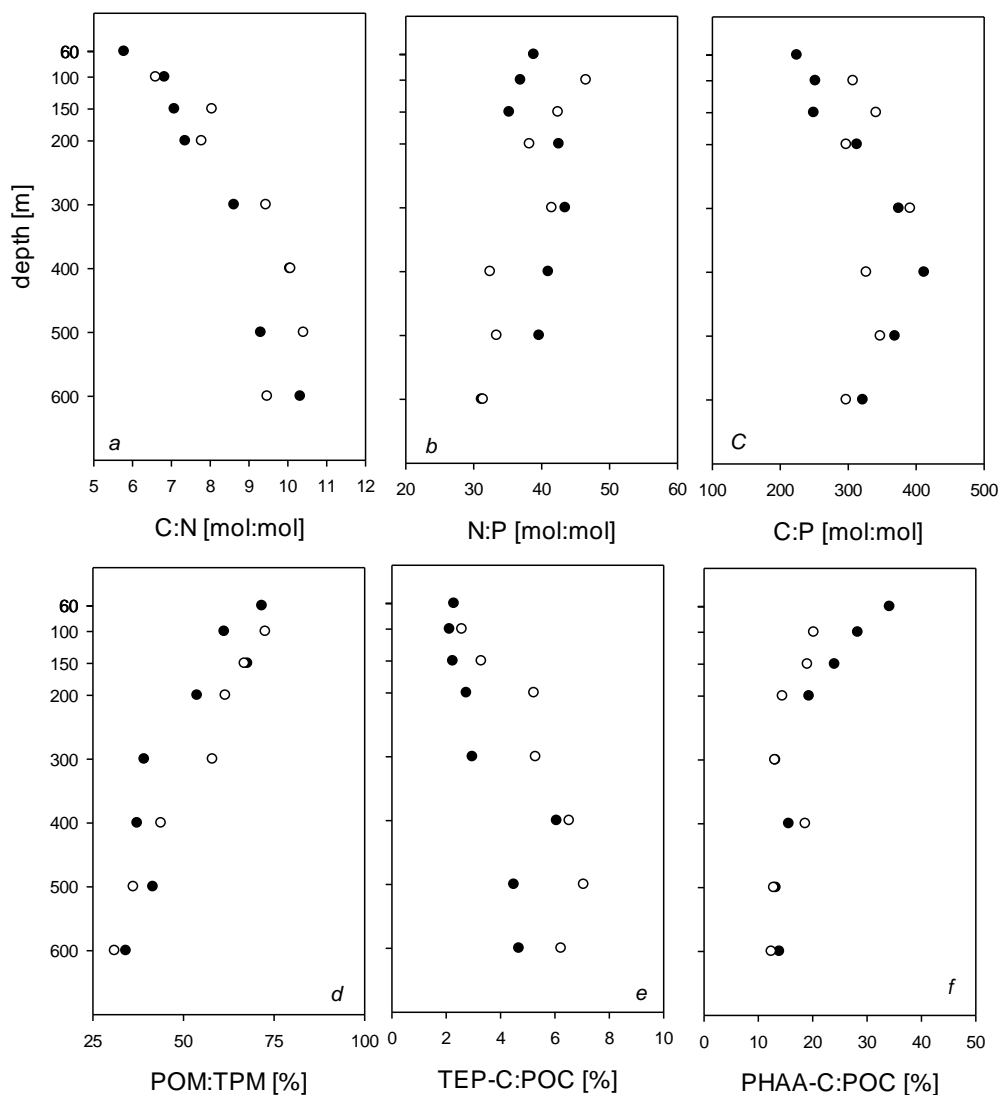 60
100
150
200
300
400
500
600
depth [m]
a
5 6 7 8 9 10 11 12
C:N [mol:mol]
b
20 30 40 50 60
N:P [mol:mol]
C
100 200 300 400 500
C:P [mol:mol]
60
100
150
200
300
400
500
600
d
25 50 75 100
POM:TPM [%]
e
0 2 4 6 8 10
TEP-C:POC [%]
f
0 10 20 30 40 50
PHAA-C:POC [%]